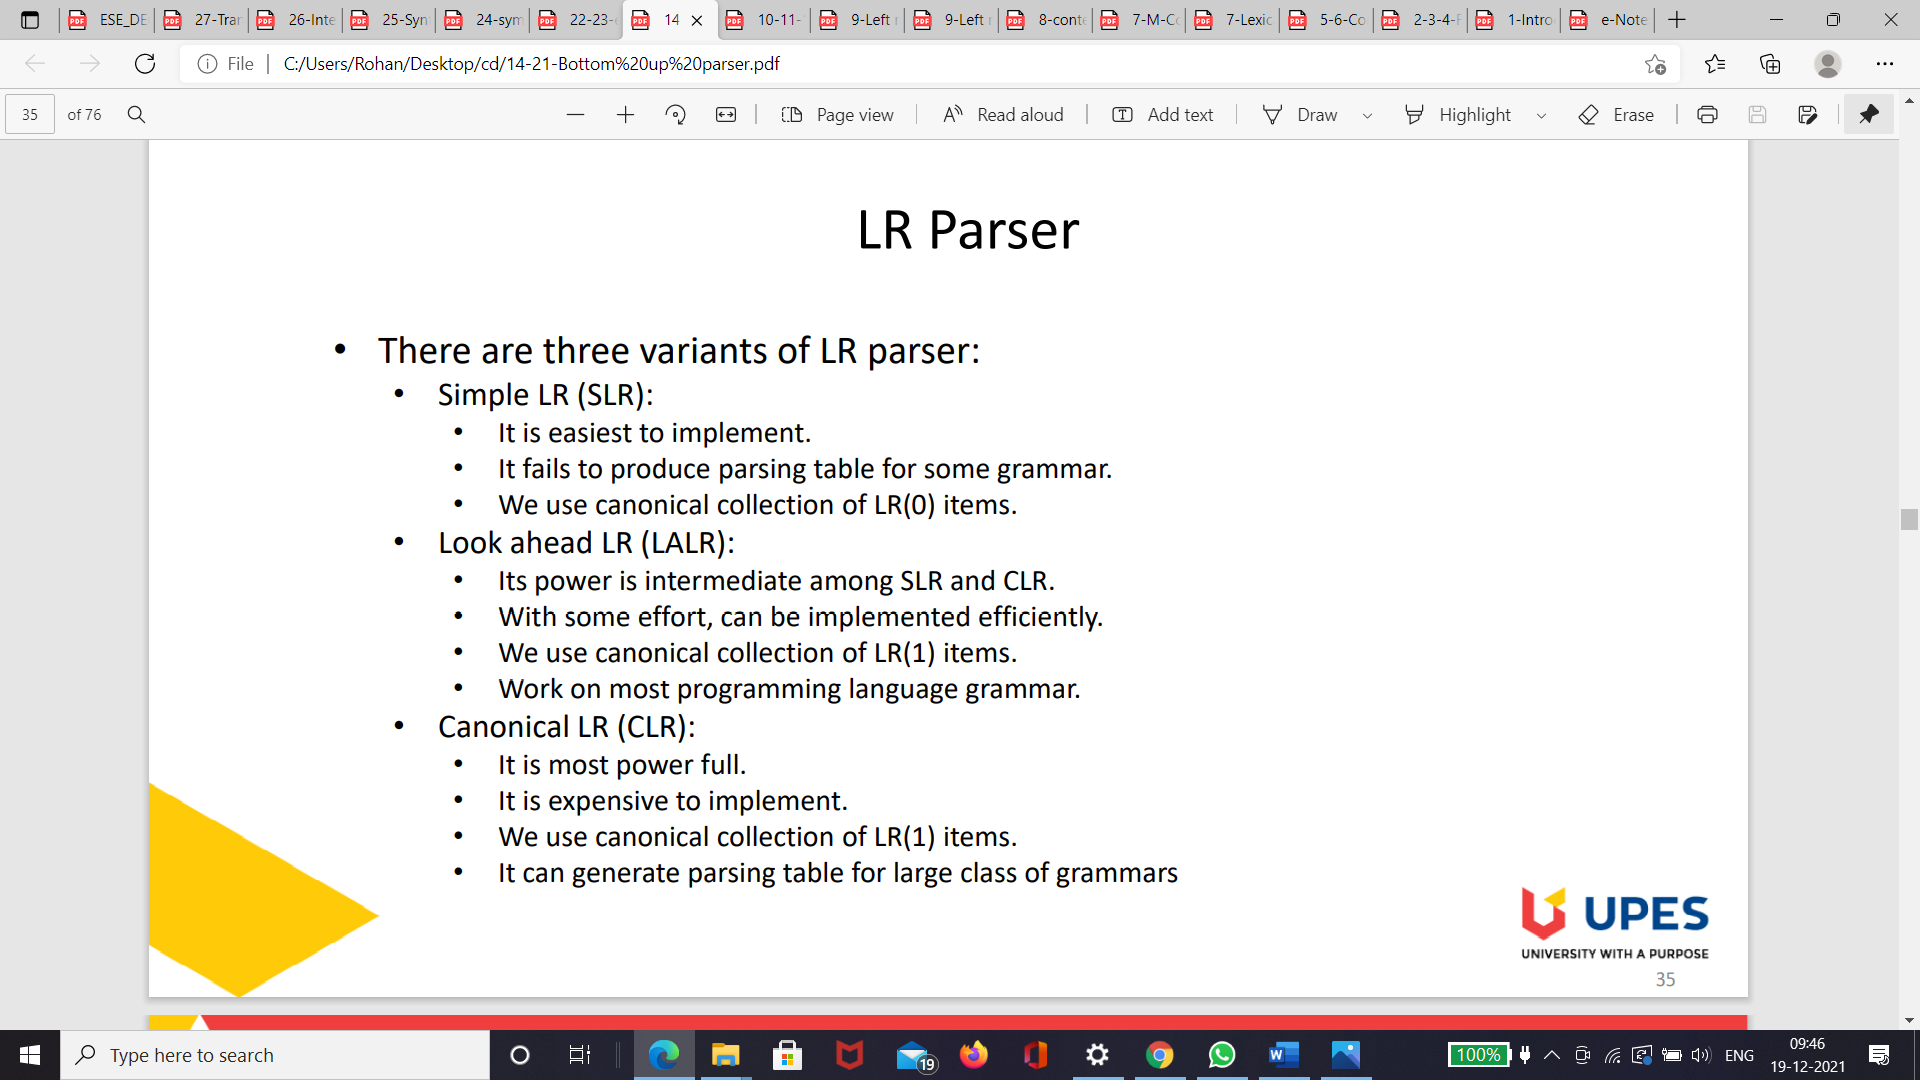 ESE_DE
27-Trar
26-Inte
25-Syn
24-sym
22-23-
14
10-11-
9-Left
9-Left
8-cont
7-M-C
7-Lexic
5-6-Co
2-3-4-
1-Intro
e-Note
File
C:/Users/Rohan/Desktop/cd/14-21-Bottom%20up%20parser.pdf
35 of 76
Page view
Read aloud
Add text
Draw
Highlight
Erase
LR Parser
• There are three variants of LR parser:
• Simple LR (SLR):
• It is easiest to implement.
• It fails to produce parsing table for some grammar.
• We use canonical collection of LR(0) items.
• Look ahead LR (LALR):
• Its power is intermediate among SLR and CLR.
• With some effort, can be implemented efficiently.
• We use canonical collection of LR(1) items.
• Work on most programming language grammar.
• Canonical LR (CLR):
• It is most power full.
• It is expensive to implement.
• We use canonical collection of LR(1) items.
• It can generate parsing table for large class of grammars
UPES
UNIVERSITY WITH A PURPOSE
35
Type here to search
19
100%
ENG
09:46
19-12-2021